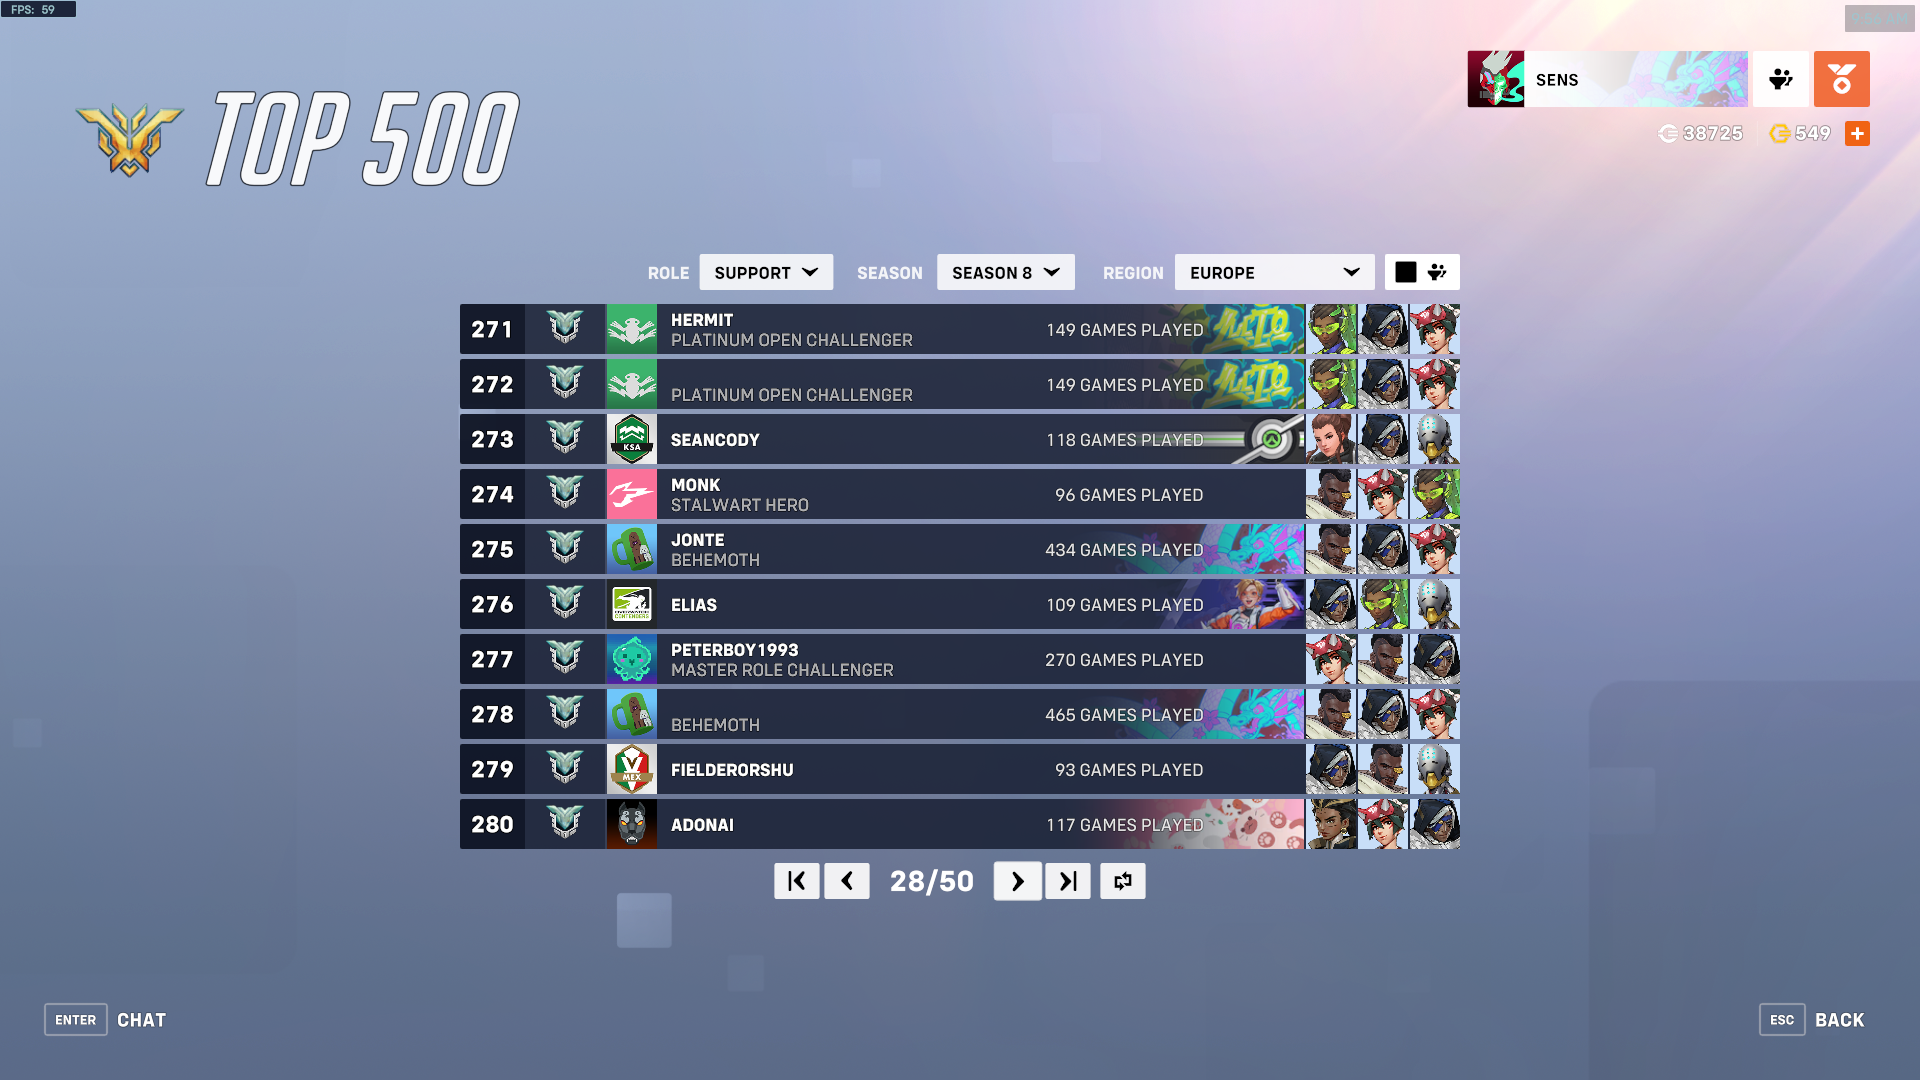 FPS: 59
TOP 500
SENS
38725
549
ROLE SUPPORT SEASON SEASON 8 REGION EUROPE
271 HERMIT PLATINUM OPEN CHALLENGER 149 GAMES PLAYED
272 PLATINUM OPEN CHALLENGER 149 GAMES PLAYED
273 KSA SEANCODY 118 GAMES PLAYED
274 MONK STALWART HERO 96 GAMES PLAYED
275 JONTE BEHEMOTH 434 GAMES PLAYED
276 CONTENDERS ELIAS 109 GAMES PLAYED
277 PETERBOY1993 MASTER ROLE CHALLENGER 270 GAMES PLAYED
278 BEHEMOTH 465 GAMES PLAYED
279 MEX FIELDERORSHU 93 GAMES PLAYED
280 ADONAI 117 GAMES PLAYED
28/50
ENTER CHAT
ESC BACK